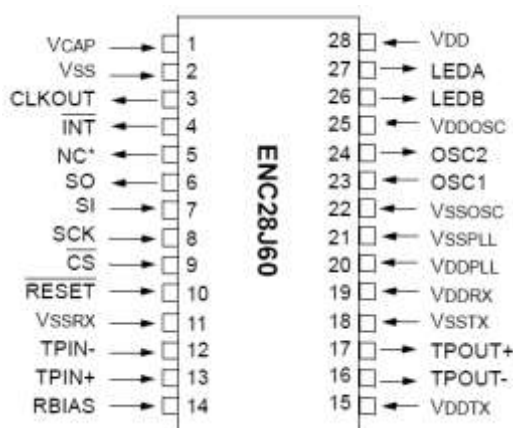 VCAP 1 28 VDD
VSS 2 27 LEDA
CLKOUT 3 26 LEDB
INT 4 25 VDDOSC
NC* 5 24 OSC2
SO 6 23 OSC1
SI 7 22 VSSOSC
SCK 8 21 VSSPLL
CS 9 20 VDDPLL
RESET 10 19 VDDRX
VSSRX 11 18 VSSTX
TPIN- 12 17 TPOUT+
TPIN+ 13 16 TPOUT-
RBIAS 14 15 VDDTX
ENC28J60